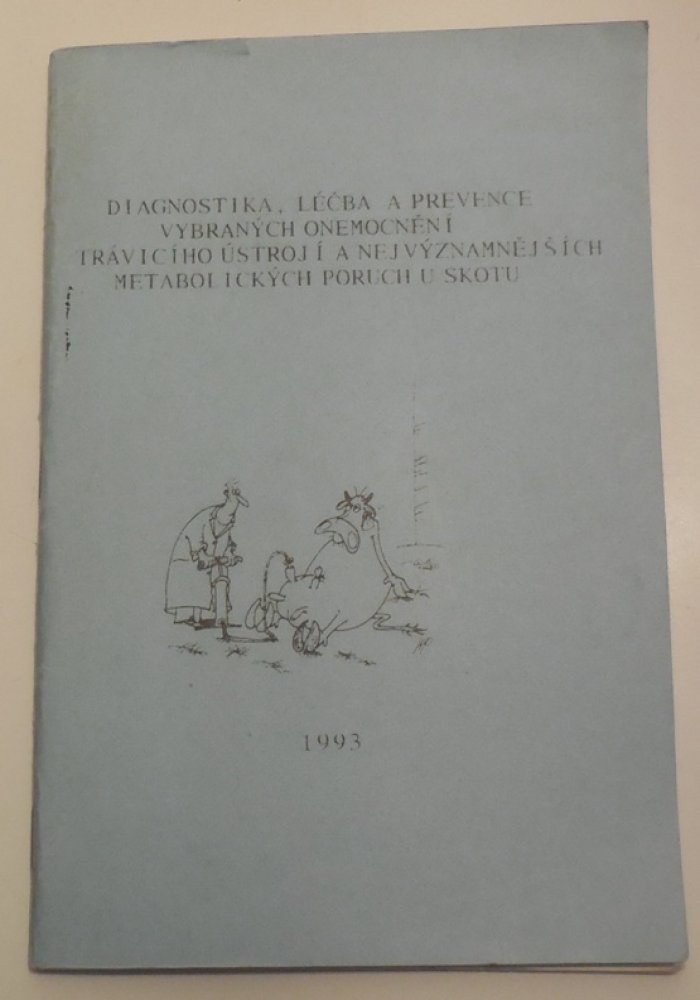 DIAGNOSTIKA, LÉČBA A PREVENCE
VYBRANÝCH ONEMOCNĚNÍ
TRÁVICÍHO ÚSTROJÍ A NEJVÝZNAMNĚJŠÍCH
METABOLICKÝCH PORUCH U SKOTU
1993